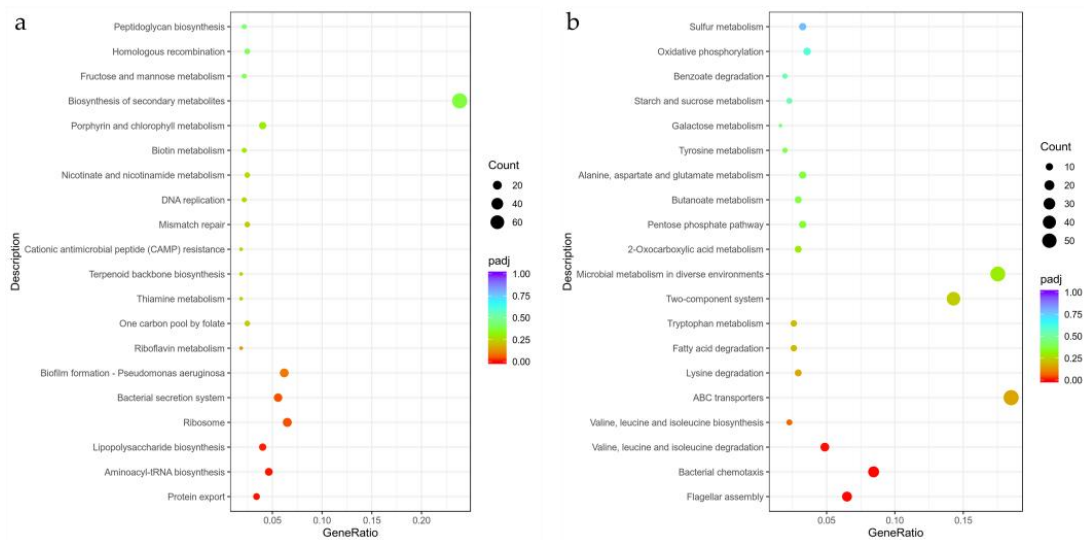 a
Description
Peptidoglycan biosynthesis
Homologous recombination
Fructose and mannose metabolism
Biosynthesis of secondary metabolites
Porphyrin and chlorophyll metabolism
Biotin metabolism
Nicotinate and nicotinamide metabolism
DNA replication
Mismatch repair
Cationic antimicrobial peptide (CAMP) resistance
Terpenoid backbone biosynthesis
Thiamine metabolism
One carbon pool by folate
Riboflavin metabolism
Biofilm formation - Pseudomonas aeruginosa
Bacterial secretion system
Ribosome
Lipopolysaccharide biosynthesis
Aminoacyl-tRNA biosynthesis
Protein export
0.05 0.10 0.15 0.20
GeneRatio
Count
20
40
60
padj
1.00
0.75
0.50
0.25
0.00
b
Description
Sulfur metabolism
Oxidative phosphorylation
Benzoate degradation
Starch and sucrose metabolism
Galactose metabolism
Tyrosine metabolism
Alanine, aspartate and glutamate metabolism
Butanoate metabolism
Pentose phosphate pathway
2-Oxocarboxylic acid metabolism
Microbial metabolism in diverse environments
Two-component system
Tryptophan metabolism
Fatty acid degradation
Lysine degradation
ABC transporters
Valine, leucine and isoleucine biosynthesis
Valine, leucine and isoleucine degradation
Bacterial chemotaxis
Flagellar assembly
0.05 0.10 0.15
GeneRatio
Count
10
20
30
40
50
padj
1.00
0.75
0.50
0.25
0.00